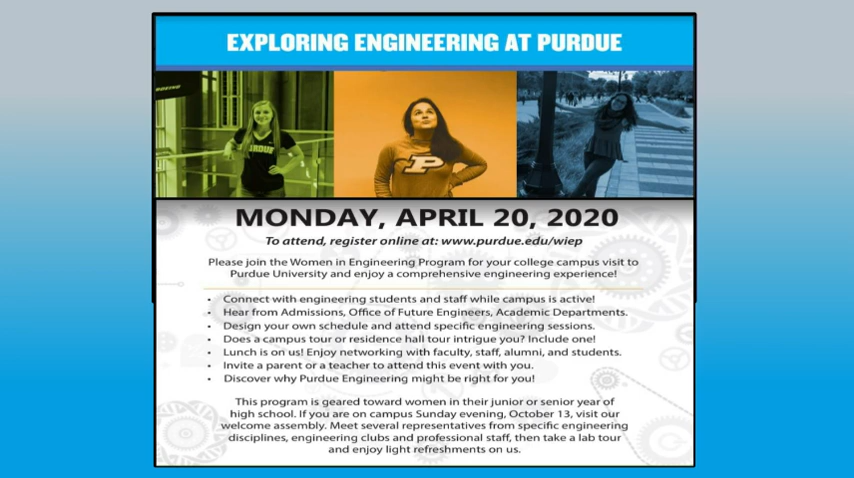 EXPLORING ENGINEERING AT PURDUE
BOEING
PURDUE
P
MONDAY, APRIL 20, 2020
To attend, register online at: www.purdue.edu/wiep
Please join the Women in Engineering Program for your college campus visit to
Purdue University and enjoy a comprehensive engineering experience!
• Connect with engineering students and staff while campus is active!
• Hear from Admissions, Office of Future Engineers, Academic Departments.
• Design your own schedule and attend specific engineering sessions.
• Does a campus tour or residence hall tour intrigue you? Include one!
• Lunch is on us! Enjoy networking with faculty, staff, alumni, and students.
• Invite a parent or a teacher to attend this event with you.
• Discover why Purdue Engineering might be right for you!
This program is geared toward women in their junior or senior year of
high school. If you are on campus Sunday evening, October 13, visit our
welcome assembly. Meet several representatives from specific engineering
disciplines, engineering clubs and professional staff, then take a lab tour
and enjoy light refreshments on us.